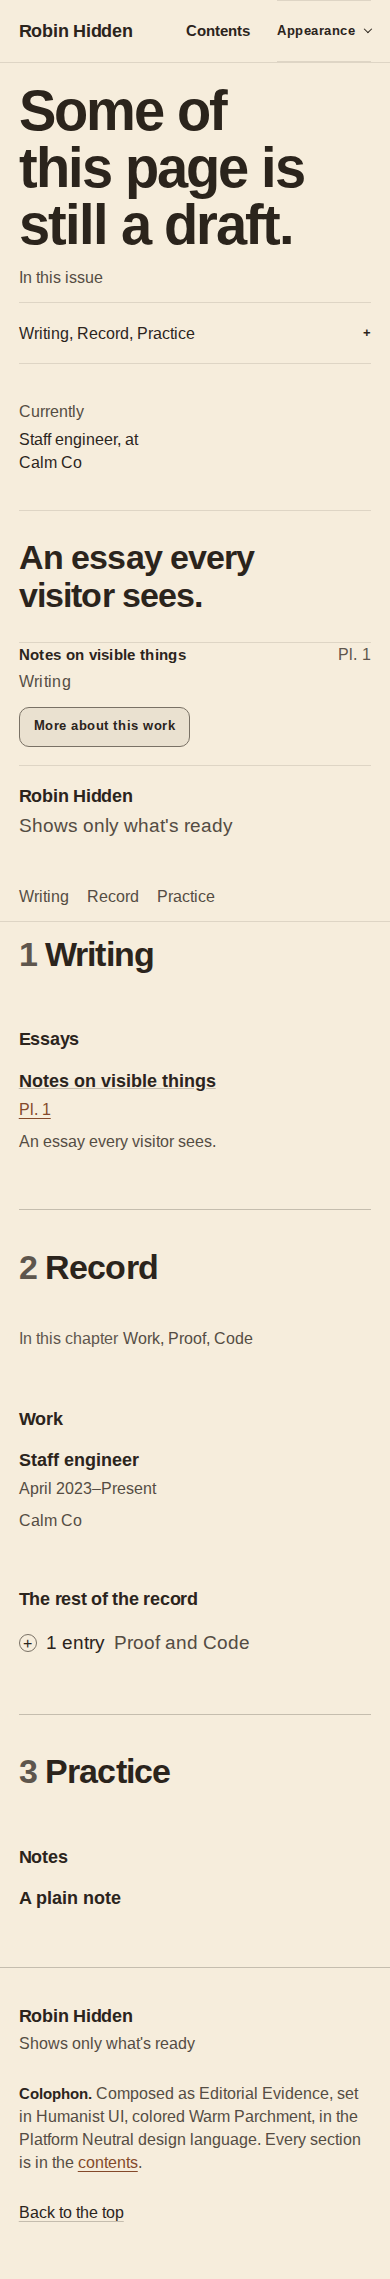 Robin Hidden
Contents
Appearance
Some of
this page is
still a draft.
In this issue
Writing, Record, Practice +
Currently
Staff engineer, at
Calm Co
An essay every
visitor sees.
Notes on visible things Pl. 1
Writing
More about this work
Robin Hidden
Shows only what's ready
Writing Record Practice
1 Writing
Essays
Notes on visible things
Pl. 1
An essay every visitor sees.
2 Record
In this chapter Work, Proof, Code
Work
Staff engineer
April 2023–Present
Calm Co
The rest of the record
+ 1 entry Proof and Code
3 Practice
Notes
A plain note
Robin Hidden
Shows only what's ready
Colophon. Composed as Editorial Evidence, set
in Humanist UI, colored Warm Parchment, in the
Platform Neutral design language. Every section
is in the contents.
Back to the top